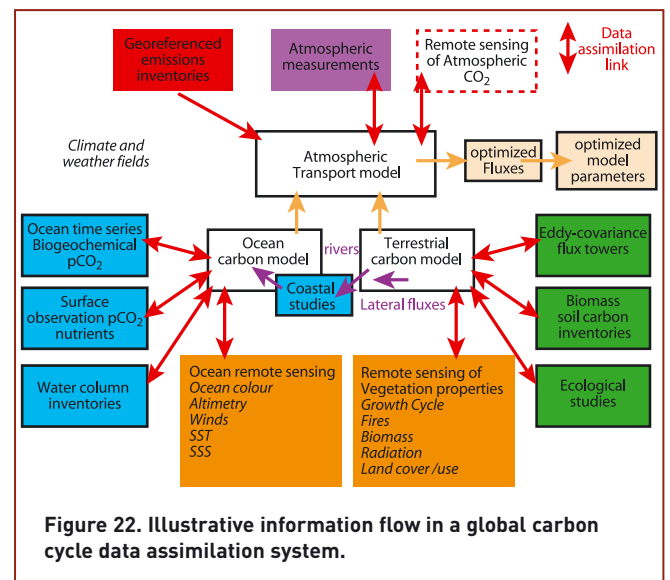 Georeferenced
emissions
inventories
Atmospheric
measurements
Remote sensing
of Atmospheric
CO₂
Data
assimilation
link
Climate and
weather fields
Atmospheric
Transport model
optimized
Fluxes
optimized
model
parameters
Ocean time series
Biogeochemical
pCO₂
Ocean
carbon model
rivers
Terrestrial
carbon model
Eddy-covariance
flux towers
Coastal
studies
Lateral fluxes
Surface
observation pCO₂
nutrients
Biomass
soil carbon
inventories
Water column
inventories
Ocean remote sensing
Ocean colour
Altimetry
Winds
SST
SSS
Remote sensing of
Vegetation properties
Growth Cycle
Fires
Biomass
Radiation
Land cover /use
Ecological
studies
Figure 22. Illustrative information flow in a global carbon
cycle data assimilation system.